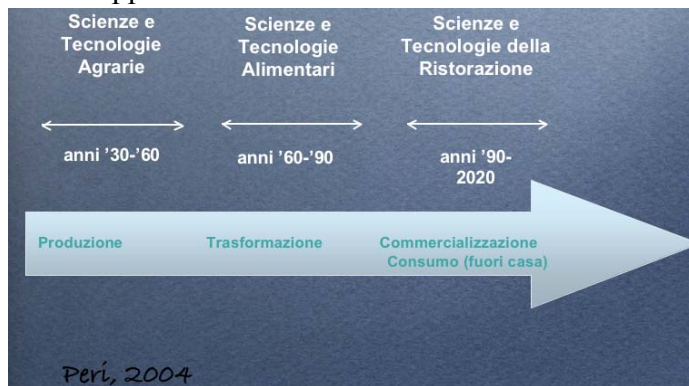 Scienze e
Tecnologie
Agrarie
Scienze e
Tecnologie
Alimentari
Scienze e
Tecnologie della
Ristorazione
anni '30-'60
anni '60-'90
anni '90-
2020
Produzione
Trasformazione
Commercializzazione
Consumo (fuori casa)
Peri, 2004